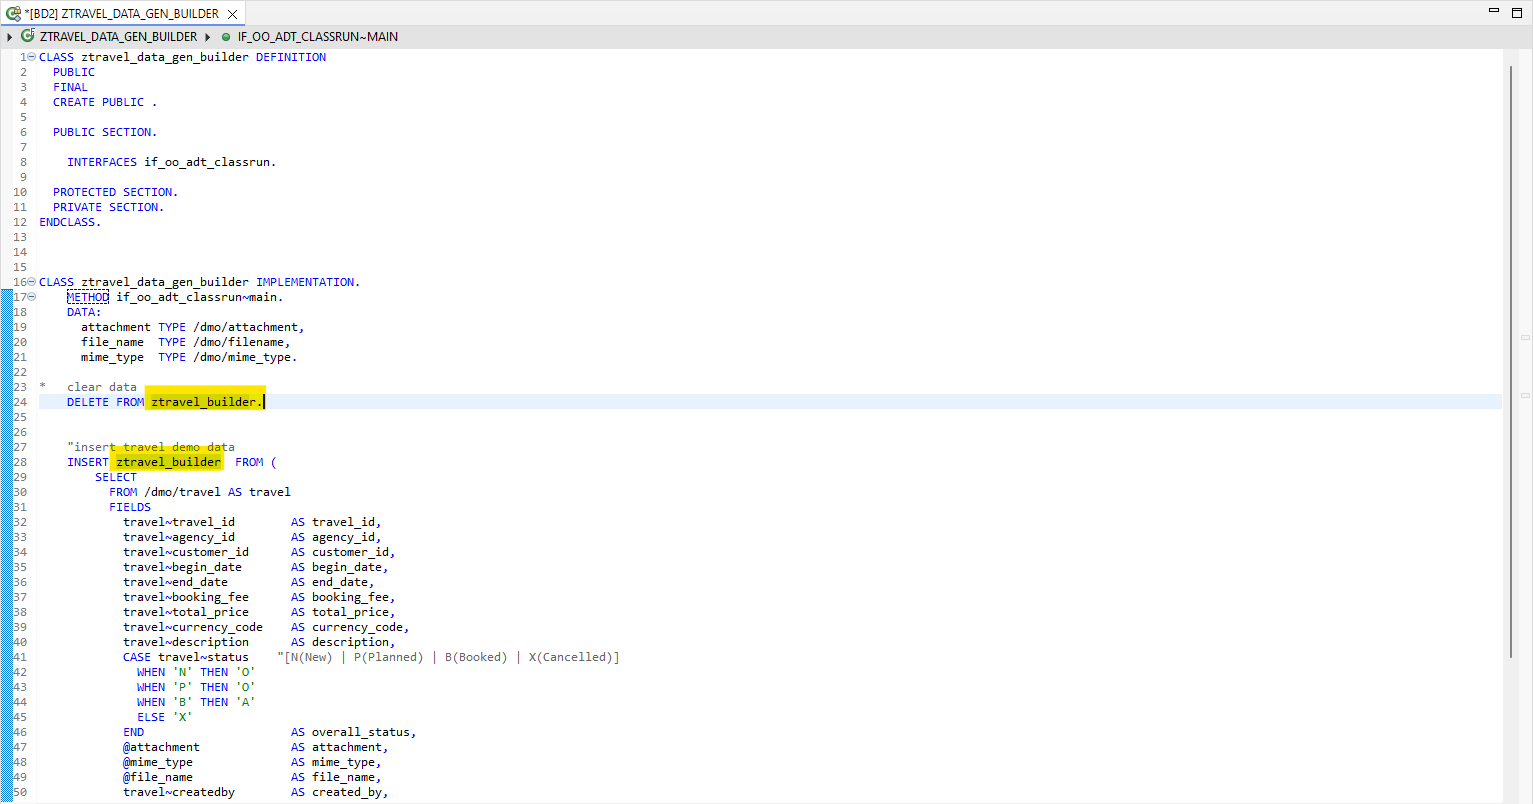 *[BD2] ZTRAVEL_DATA_GEN_BUILDER
ZTRAVEL_DATA_GEN_BUILDER IF_OO_ADT_CLASSRUN~MAIN
1 CLASS ztravel_data_gen_builder DEFINITION
2 PUBLIC
3 FINAL
4 CREATE PUBLIC .
5
6 PUBLIC SECTION.
7
8 INTERFACES if_oo_adt_classrun.
9
10 PROTECTED SECTION.
11 PRIVATE SECTION.
12 ENDCLASS.
13
14
15
16 CLASS ztravel_data_gen_builder IMPLEMENTATION.
17 METHOD if_oo_adt_classrun~main.
18 DATA:
19 attachment TYPE /dmo/attachment,
20 file_name TYPE /dmo/filename,
21 mime_type TYPE /dmo/mime_type.
22
23 * clear data
24 DELETE FROM ztravel_builder.
25
26
27 "insert travel demo data
28 INSERT ztravel_builder FROM (
29 SELECT
30 FROM /dmo/travel AS travel
31 FIELDS
32 travel~travel_id AS travel_id,
33 travel~agency_id AS agency_id,
34 travel~customer_id AS customer_id,
35 travel~begin_date AS begin_date,
36 travel~end_date AS end_date,
37 travel~booking_fee AS booking_fee,
38 travel~total_price AS total_price,
39 travel~currency_code AS currency_code,
40 travel~description AS description,
41 CASE travel~status "[N(New) | P(Planned) | B(Booked) | X(Cancelled)]
42 WHEN 'N' THEN 'O'
43 WHEN 'P' THEN 'O'
44 WHEN 'B' THEN 'A'
45 ELSE 'X'
46 END AS overall_status,
47 @attachment AS attachment,
48 @mime_type AS mime_type,
49 @file_name AS file_name,
50 travel~createdby AS created_by,